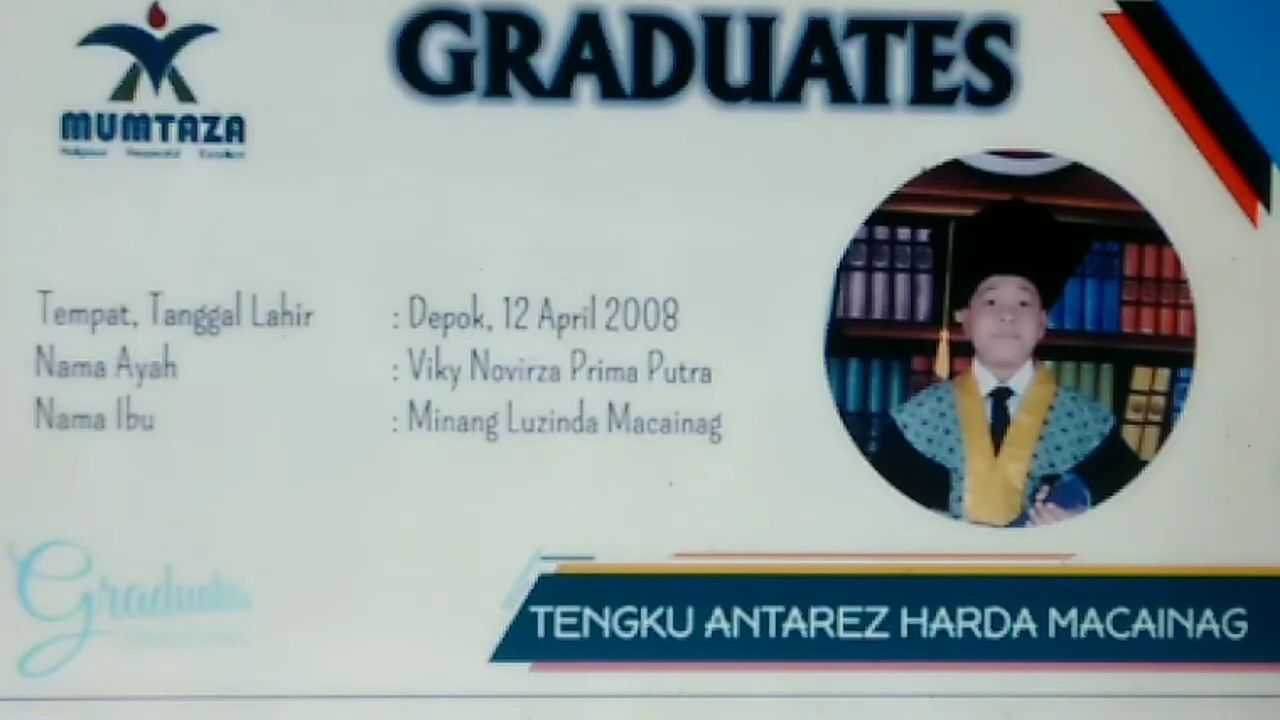 GRADUATES
MUMTAZA
Tempat, Tanggal Lahir : Depok, 12 April 2008
Nama Ayah : Viky Novirza Prima Putra
Nama Ibu : Minang Luzinda Macainag
Graduates
TENGKU ANTAREZ HARDA MACAINAG